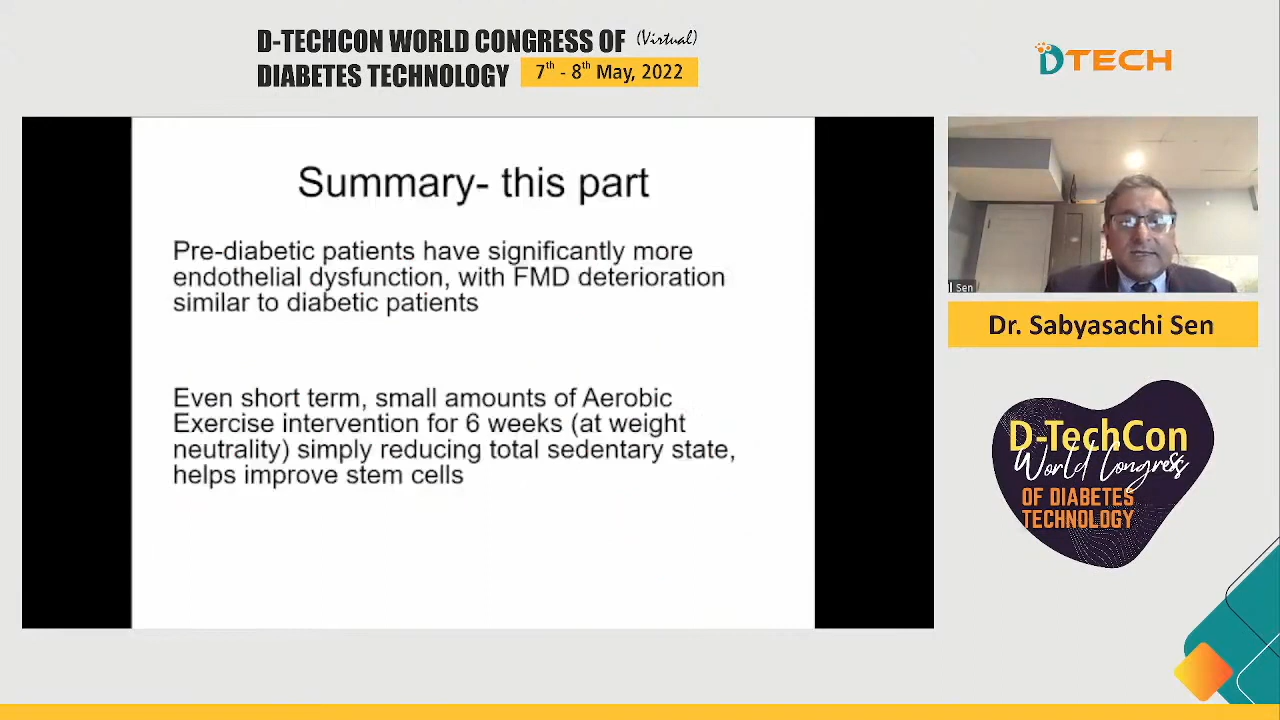 D-TECHCON WORLD CONGRESS OF (Virtual)
DIABETES TECHNOLOGY 7th - 8th May, 2022
DTECH
Summary- this part
Pre-diabetic patients have significantly more
endothelial dysfunction, with FMD deterioration
similar to diabetic patients
Even short term, small amounts of Aerobic
Exercise intervention for 6 weeks (at weight
neutrality) simply reducing total sedentary state,
helps improve stem cells
Sen
Dr. Sabyasachi Sen
D-TechCon
World Congress
OF DIABETES
TECHNOLOGY